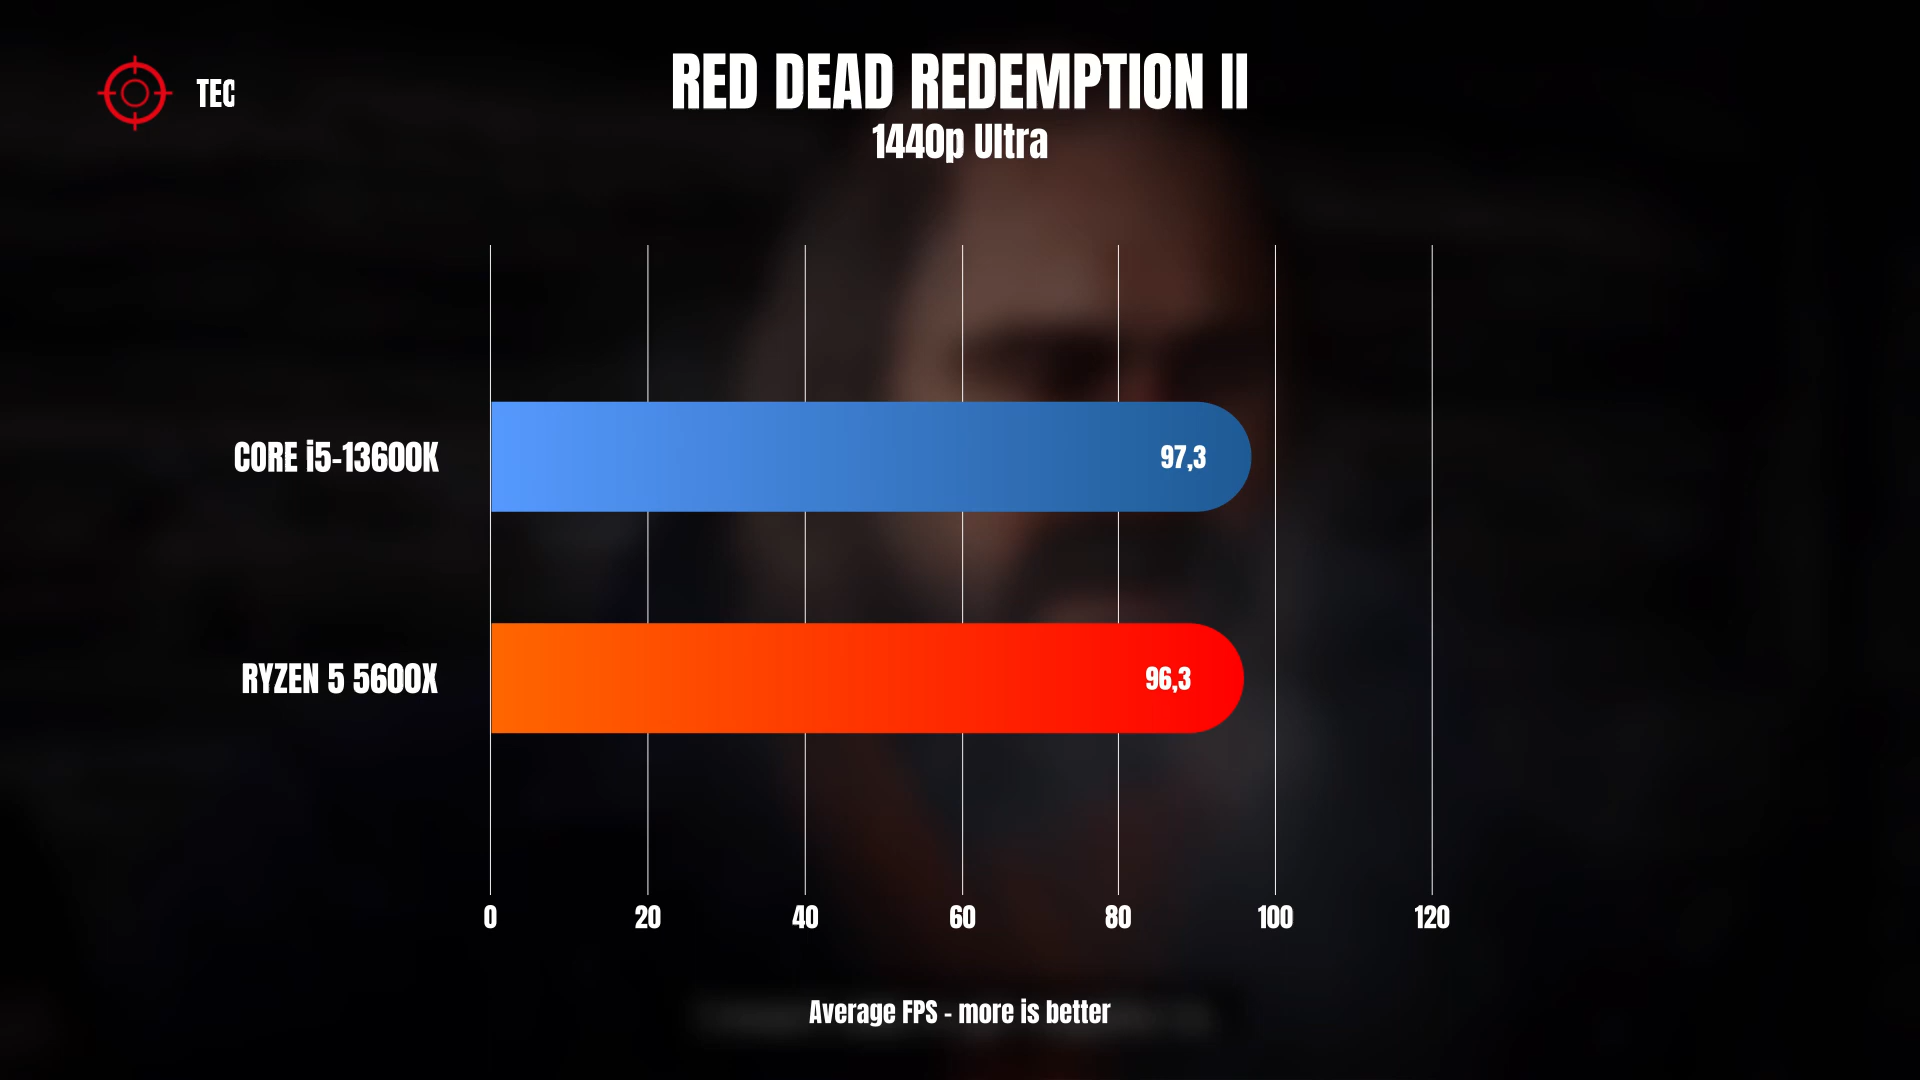 TEC
RED DEAD REDEMPTION II
1440p Ultra
CORE i5-13600K
97,3
RYZEN 5 5600X
96,3
0 20 40 60 80 100 120
Average FPS - more is better